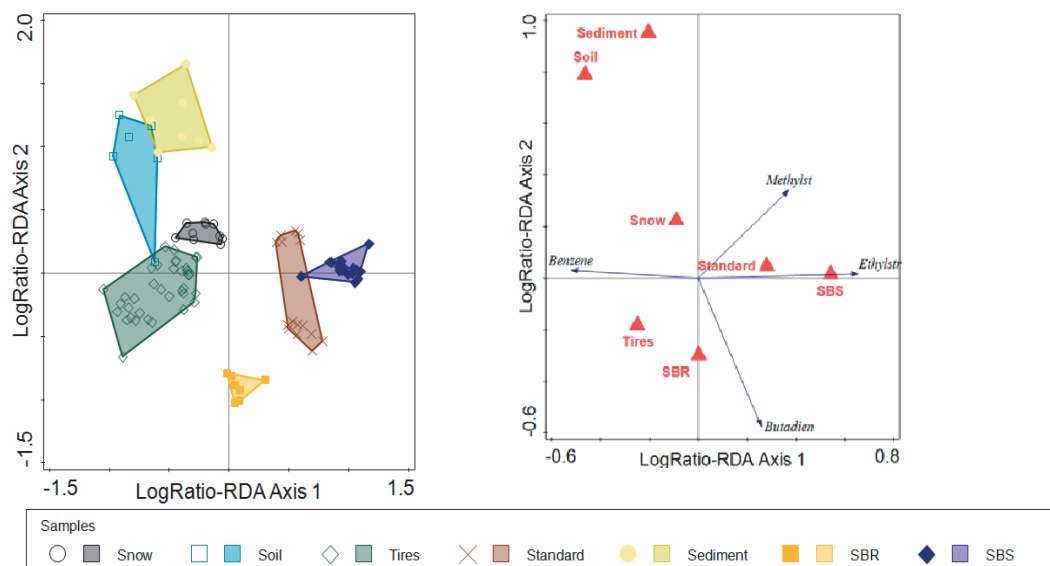 2.0
LogRatio-RDA Axis 2
-1.5
-1.5
LogRatio-RDA Axis 1
1.5
1.0
LogRatio-RDA Axis 2
-0.6
Sediment
Soil
Methylst
Snow
Standard
Benzene
Ethylstr
SBS
Tires
SBR
Butadien
-0.6
LogRatio-RDA Axis 1
0.8
Samples
Snow Soil Tires Standard Sediment SBR SBS